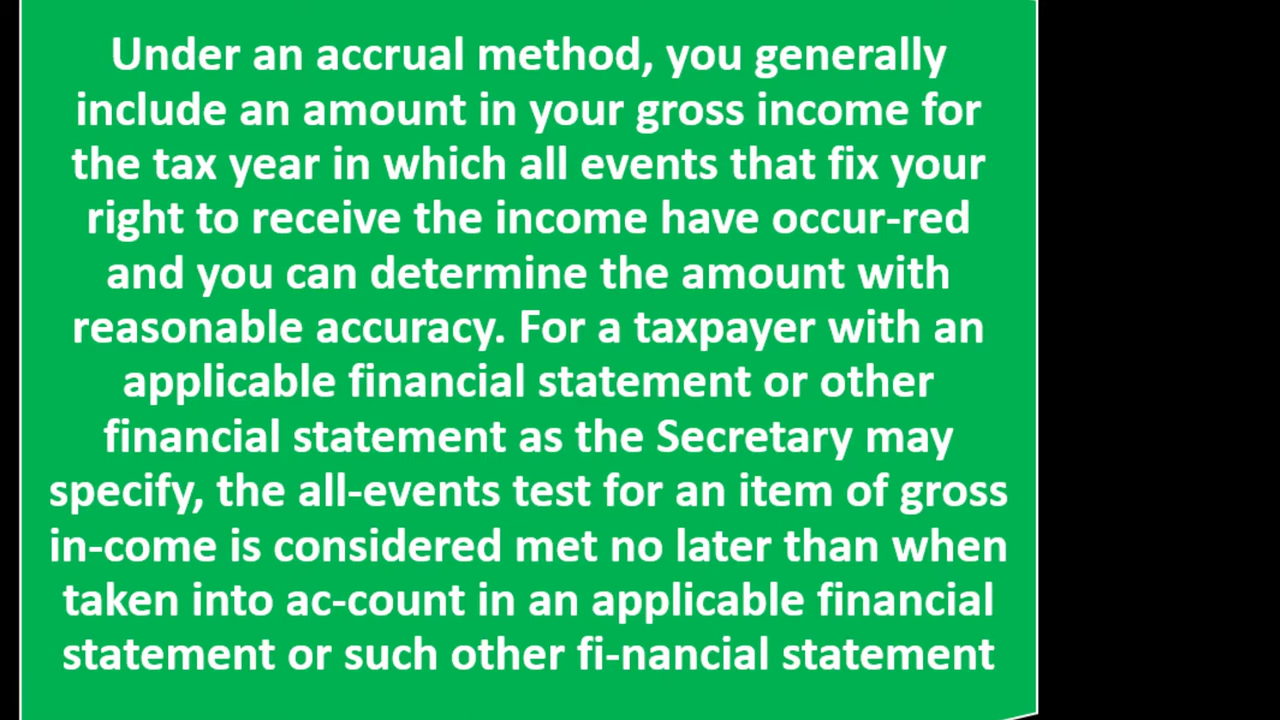 Under an accrual method, you generally
include an amount in your gross income for
the tax year in which all events that fix your
right to receive the income have occur-red
and you can determine the amount with
reasonable accuracy. For a taxpayer with an
applicable financial statement or other
financial statement as the Secretary may
specify, the all-events test for an item of gross
in-come is considered met no later than when
taken into ac-count in an applicable financial
statement or such other fi-nancial statement